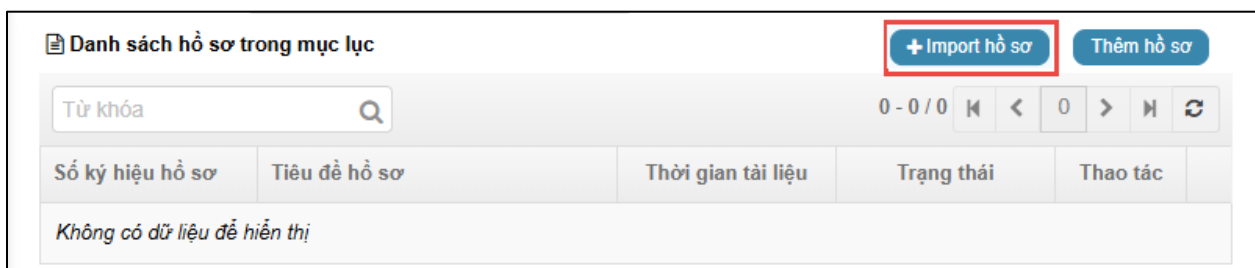 Danh sách hồ sơ trong mục lục
Import hồ sơ
Thêm hồ sơ
Từ khóa
0 - 0 / 0
0
Số ký hiệu hồ sơ
Tiêu đề hồ sơ
Thời gian tài liệu
Trạng thái
Thao tác
Không có dữ liệu để hiển thị